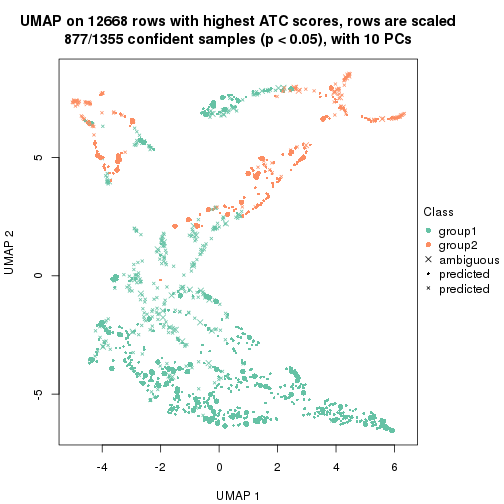 UMAP on 12668 rows with highest ATC scores, rows are scaled
877/1355 confident samples (p < 0.05), with 10 PCs
5
0
-5
UMAP 2
-4
-2
0
2
4
6
UMAP 1
Class
group1
group2
ambiguous
predicted
predicted